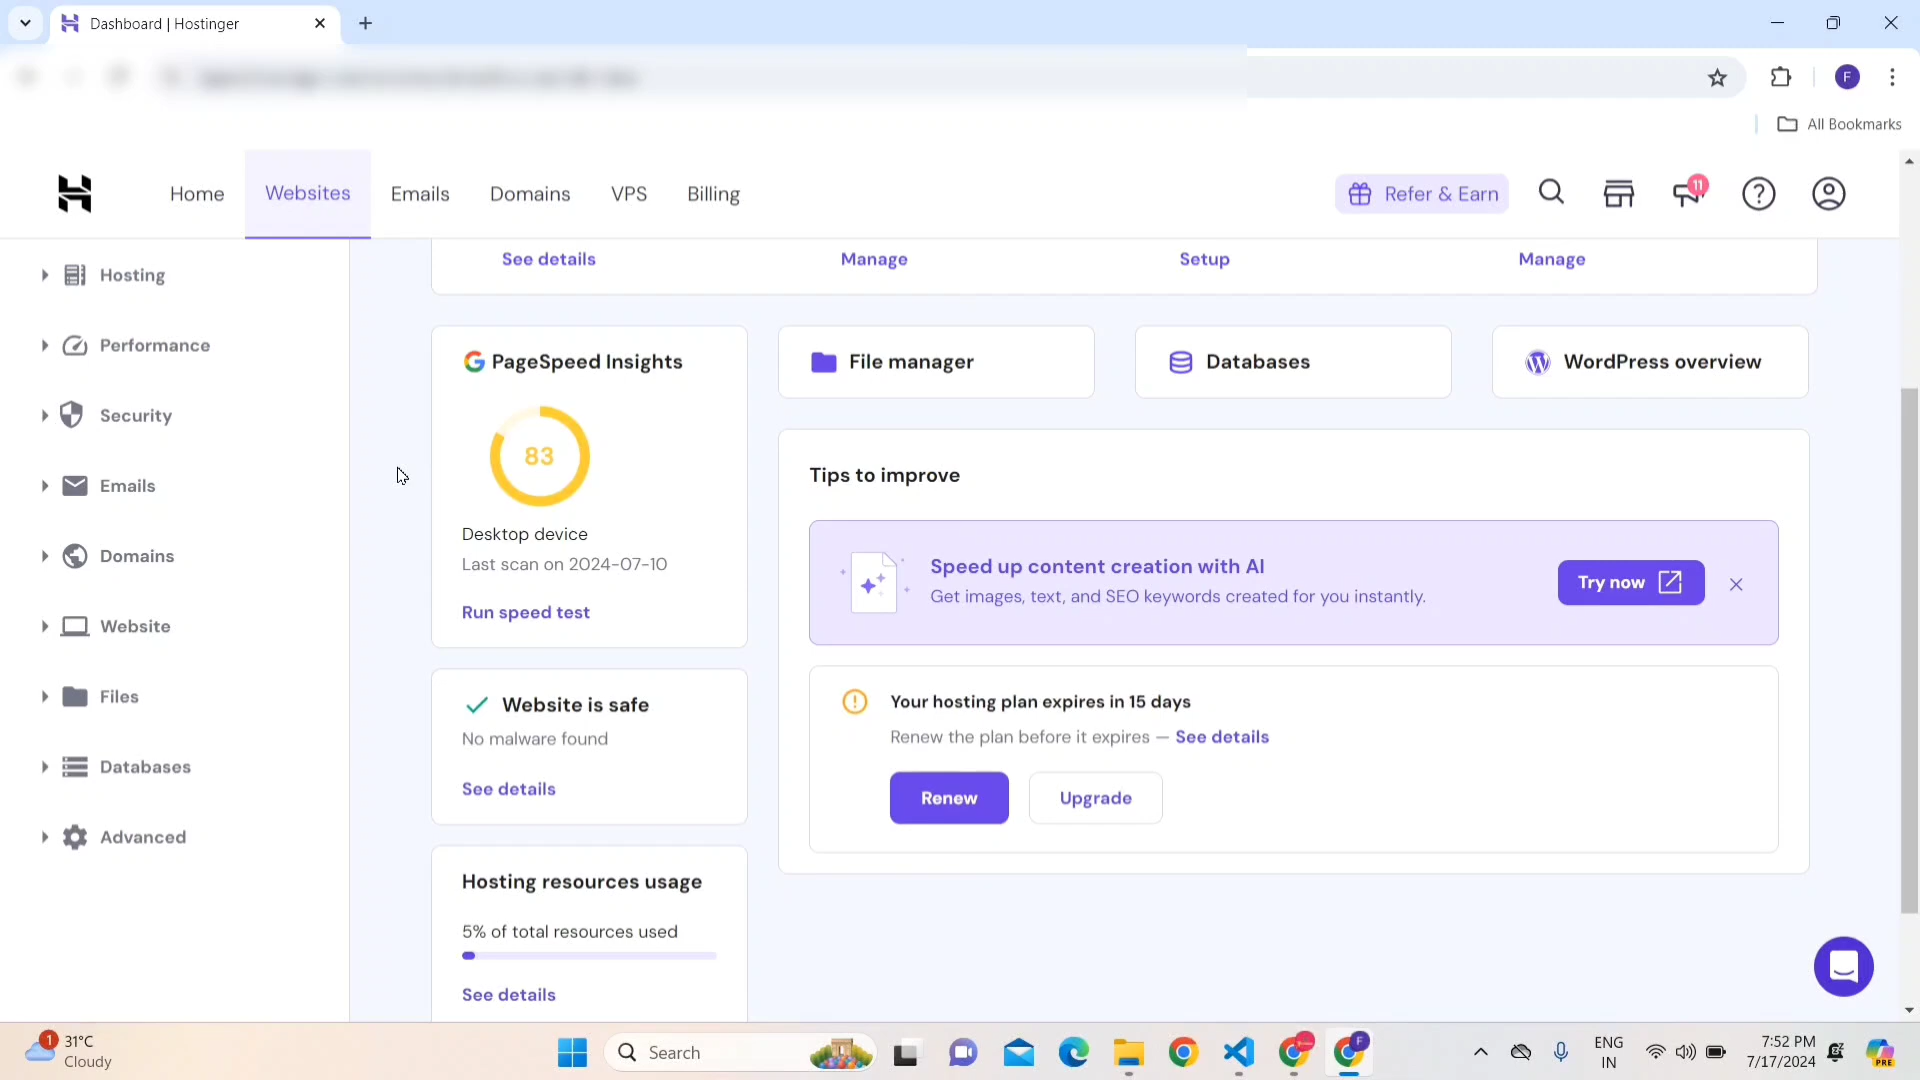 Dashboard | Hostinger
F
All Bookmarks
Home
Websites
Emails
Domains
VPS
Billing
Refer & Earn
11
See details
Manage
Setup
Manage
Hosting
Performance
Security
Emails
Domains
Website
Files
Databases
Advanced
PageSpeed Insights
83
Desktop device
Last scan on 2024-07-10
Run speed test
File manager
Databases
WordPress overview
Tips to improve
Speed up content creation with AI
Get images, text, and SEO keywords created for you instantly.
Try now
Website is safe
No malware found
See details
Your hosting plan expires in 15 days
Renew the plan before it expires — See details
Renew
Upgrade
Hosting resources usage
5% of total resources used
See details
1
31°C
Cloudy
Search
F
ENG
IN
7:52 PM
7/17/2024
PRE